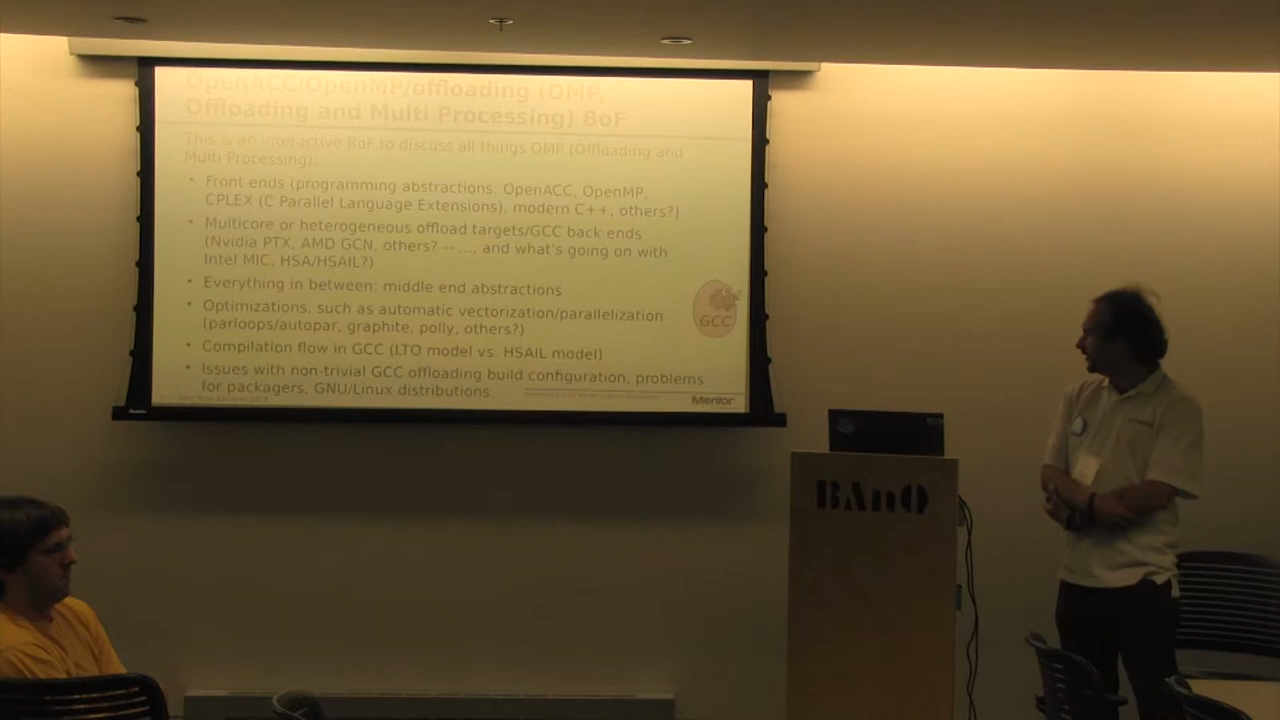 OpenACC/OpenMP/offloading (OMP,
Offloading and Multi Processing) BoF
This is an interactive BoF to discuss all things OMP (Offloading and
Multi Processing):
• Front ends (programming abstractions: OpenACC, OpenMP,
CPLEX (C Parallel Language Extensions), modern C++, others?)
• Multicore or heterogeneous offload targets/GCC back ends
(Nvidia PTX, AMD GCN, others? -- ..., and what's going on with
Intel MIC, HSA/HSAIL?)
• Everything in between: middle end abstractions
• Optimizations, such as automatic vectorization/parallelization
(parloops/autopar, graphite, polly, others?)
• Compilation flow in GCC (LTO model vs. HSAIL model)
• Issues with non-trivial GCC offloading build configuration, problems
for packagers, GNU/Linux distributions.
GCC
Mentor
BAnQ